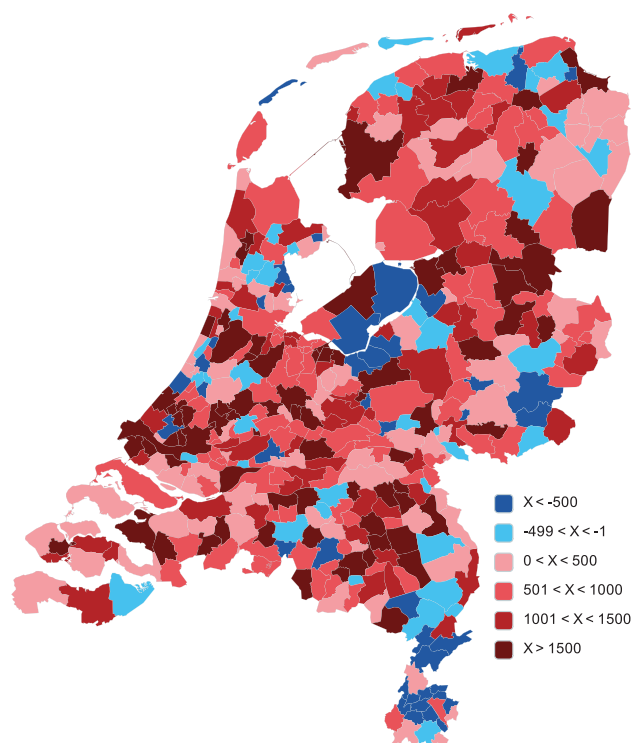 X < -500
-499 < X < -1
0 < X < 500
501 < X < 1000
1001 < X < 1500
X > 1500